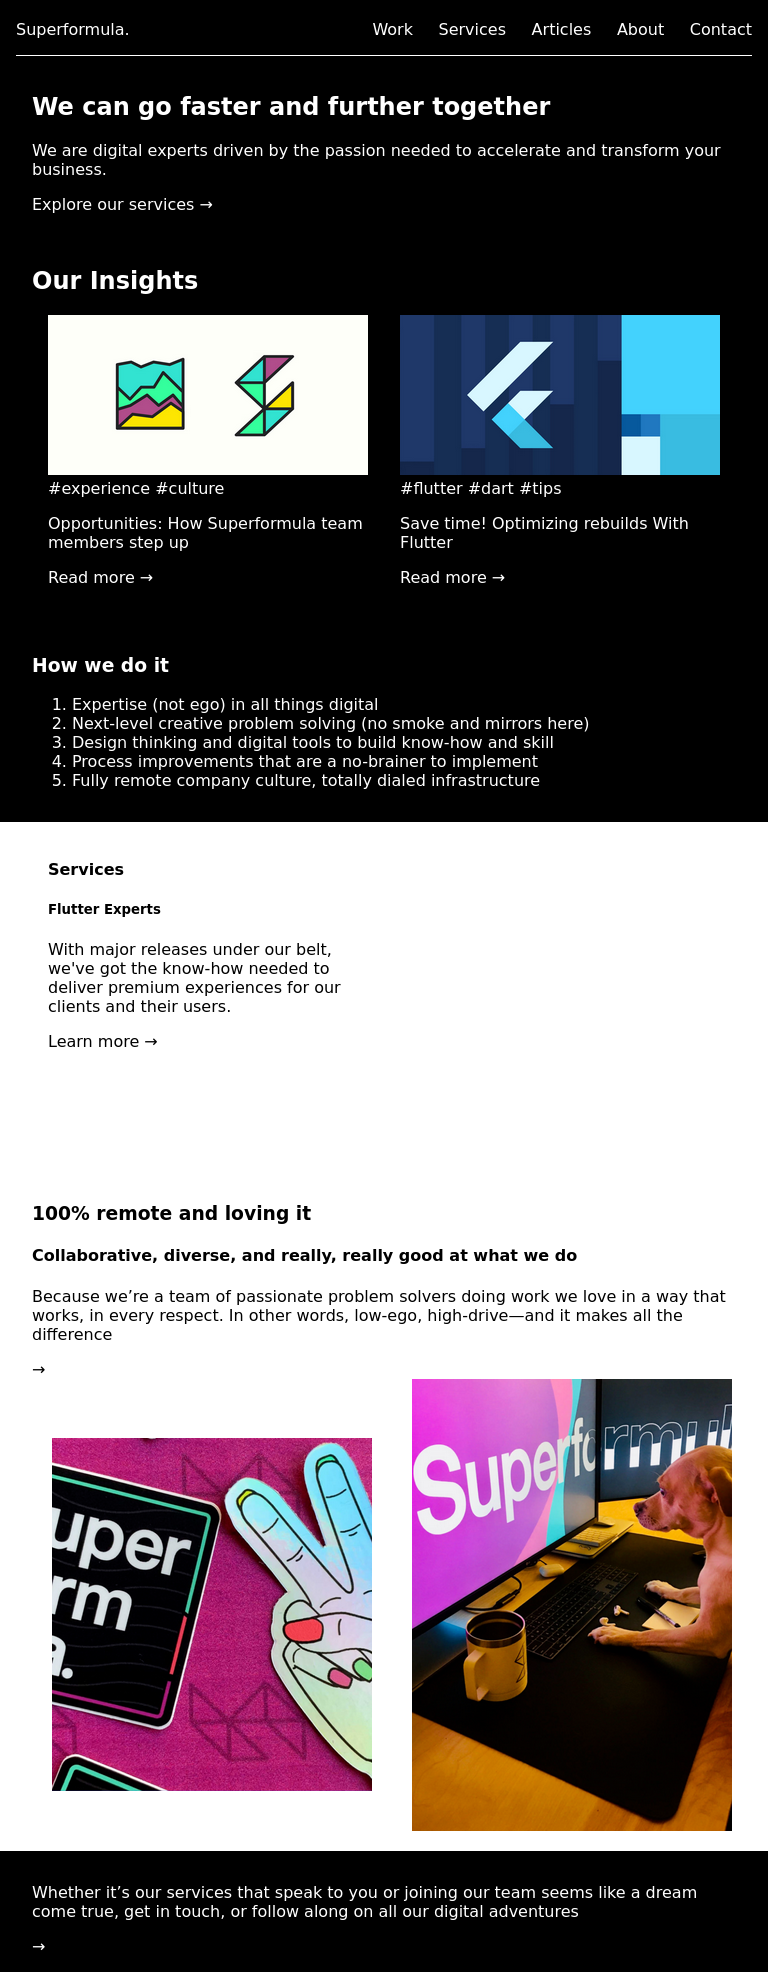 Superformula.
Work Services Articles About Contact
We can go faster and further together
We are digital experts driven by the passion needed to accelerate and transform your
business.
Explore our services →
Our Insights
#experience #culture
Opportunities: How Superformula team
members step up
Read more →
#flutter #dart #tips
Save time! Optimizing rebuilds With
Flutter
Read more →
How we do it
1. Expertise (not ego) in all things digital
2. Next-level creative problem solving (no smoke and mirrors here)
3. Design thinking and digital tools to build know-how and skill
4. Process improvements that are a no-brainer to implement
5. Fully remote company culture, totally dialed infrastructure
Services
Flutter Experts
With major releases under our belt,
we've got the know-how needed to
deliver premium experiences for our
clients and their users.
Learn more →
100% remote and loving it
Collaborative, diverse, and really, really good at what we do
Because we’re a team of passionate problem solvers doing work we love in a way that
works, in every respect. In other words, low-ego, high-drive—and it makes all the
difference
→
uper
rm
a.
Superfo
rmul
Whether it’s our services that speak to you or joining our team seems like a dream
come true, get in touch, or follow along on all our digital adventures
→